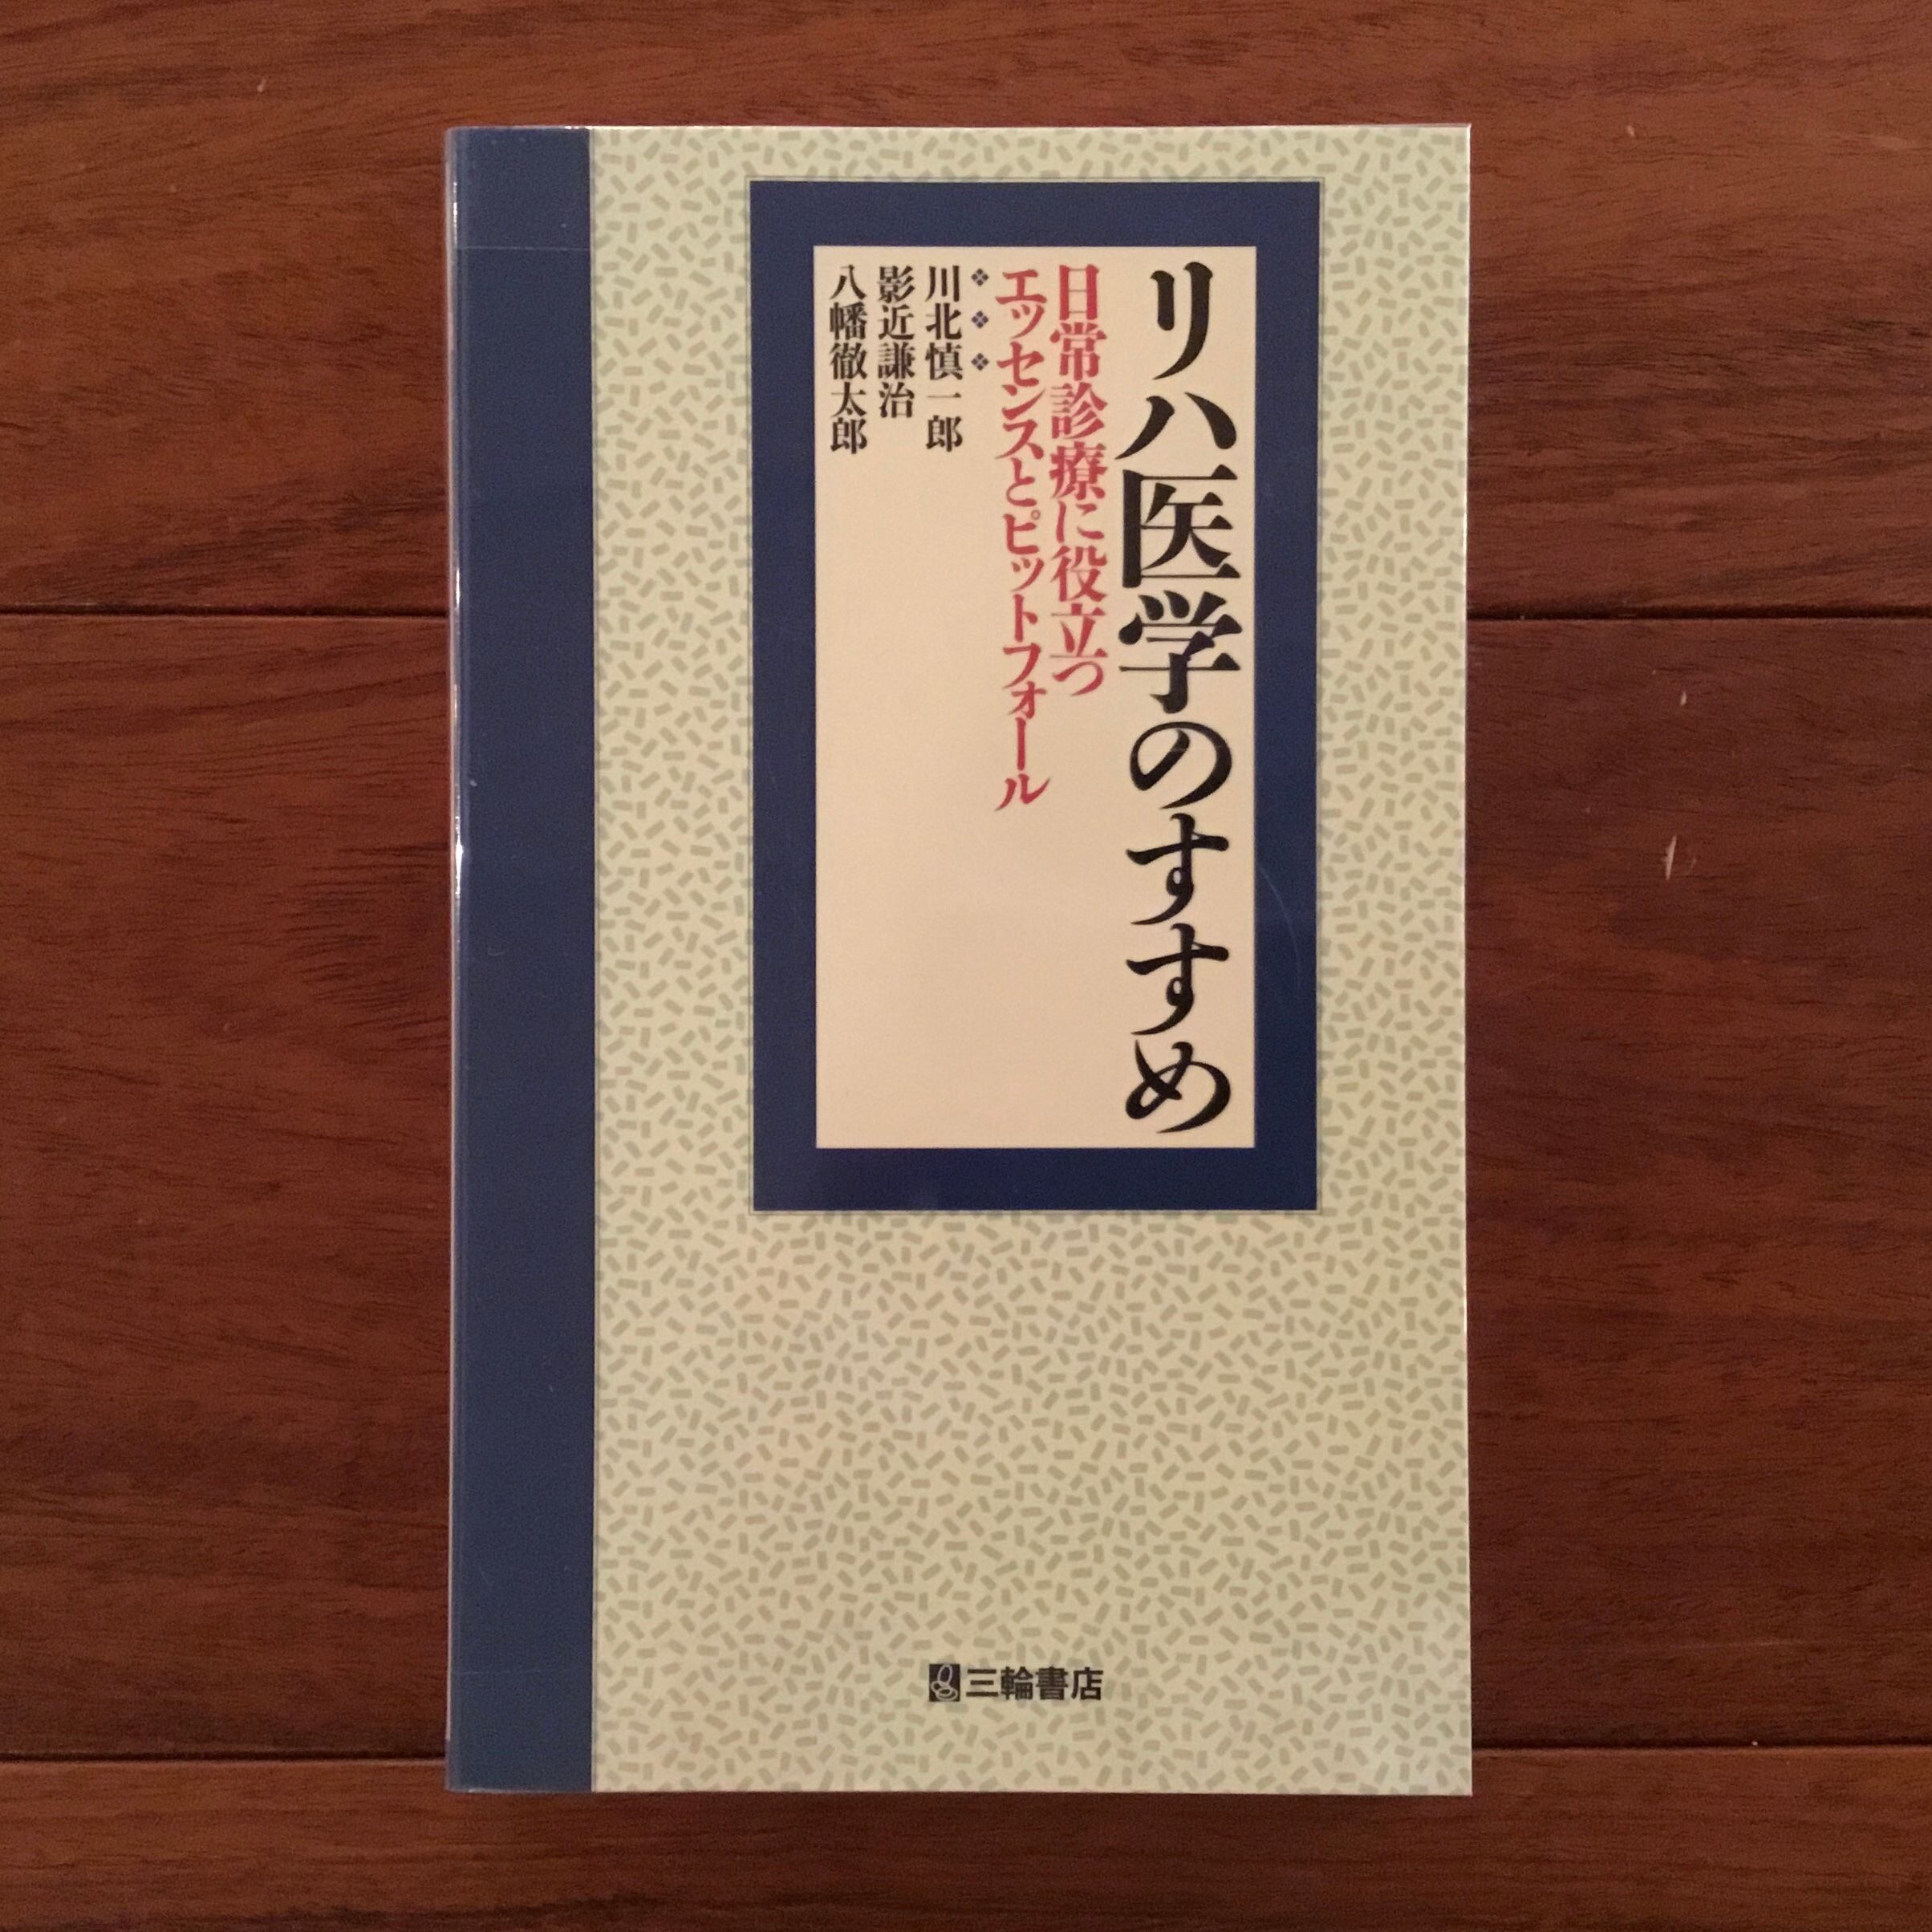 リハ医学のすすめ
日常診療に役立つ
エッセンスとピットフォール
川北慎一郎
影近謙治
八幡徹太郎
三輪書店